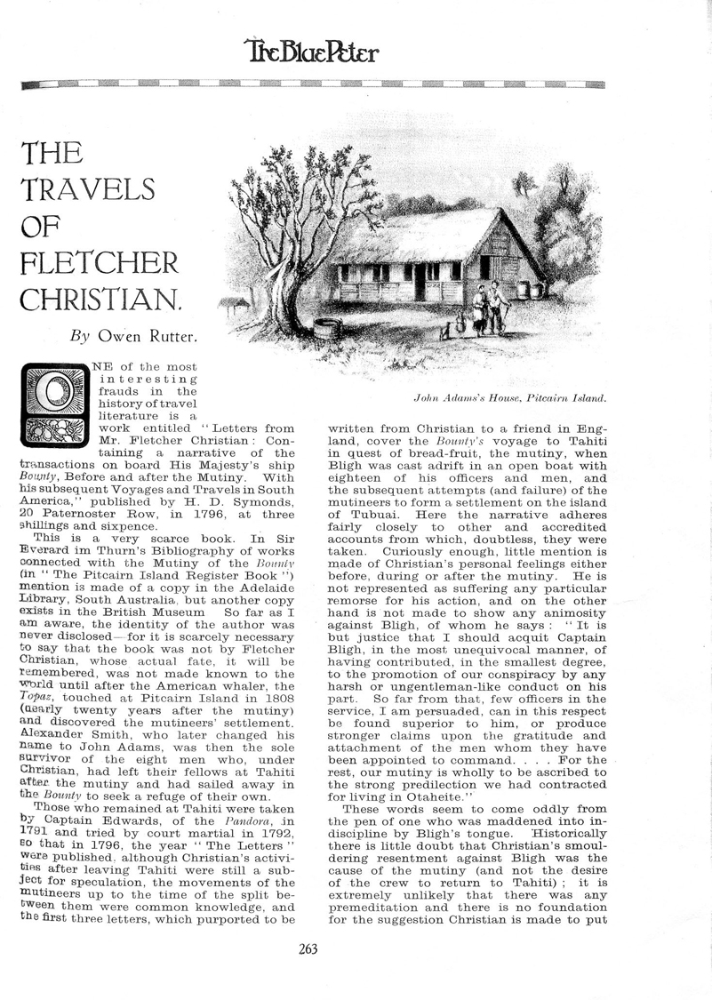 The Blue Peter
THE
TRAVELS
OF
FLETCHER
CHRISTIAN.
By Owen Rutter.
John Adams's House, Pitcairn Island.
ONE of the most
interesting
frauds in the
history of travel
literature is a
work entitled "Letters from
Mr. Fletcher Christian: Con-
taining a narrative of the
transactions on board His Majesty's ship
Bounty, Before and after the Mutiny. With
his subsequent Voyages and Travels in South
America," published by H. D. Symonds,
20 Paternoster Row, in 1796, at three
shillings and sixpence.
This is a very scarce book. In Sir
Everard im Thurn's Bibliography of works
connected with the Mutiny of the Bounty
(in "The Pitcairn Island Register Book")
mention is made of a copy in the Adelaide
Library, South Australia, but another copy
exists in the British Museum So far as I
am aware, the identity of the author was
never disclosed—for it is scarcely necessary
to say that the book was not by Fletcher
Christian, whose actual fate, it will be
remembered, was not made known to the
world until after the American whaler, the
Topaz, touched at Pitcairn Island in 1808
(nearly twenty years after the mutiny)
and discovered the mutineers' settlement.
Alexander Smith, who later changed his
name to John Adams, was then the sole
survivor of the eight men who, under
Christian, had left their fellows at Tahiti
after the mutiny and had sailed away in
the Bounty to seek a refuge of their own.
Those who remained at Tahiti were taken
by Captain Edwards, of the Pandora, in
1791 and tried by court martial in 1792,
so that in 1796, the year "The Letters"
were published, although Christian's activi-
ties after leaving Tahiti were still a sub-
ject for speculation, the movements of the
mutineers up to the time of the split be-
tween them were common knowledge, and
the first three letters, which purported to be
written from Christian to a friend in Eng-
land, cover the Bounty's voyage to Tahiti
in quest of bread-fruit, the mutiny, when
Bligh was cast adrift in an open boat with
eighteen of his officers and men, and
the subsequent attempts (and failure) of the
mutineers to form a settlement on the island
of Tubuai. Here the narrative adheres
fairly closely to other and accredited
accounts from which, doubtless, they were
taken. Curiously enough, little mention is
made of Christian's personal feelings either
before, during or after the mutiny. He is
not represented as suffering any particular
remorse for his action, and on the other
hand is not made to show any animosity
against Bligh, of whom he says: "It is
but justice that I should acquit Captain
Bligh, in the most unequivocal manner, of
having contributed, in the smallest degree,
to the promotion of our conspiracy by any
harsh or ungentleman-like conduct on his
part. So far from that, few officers in the
service, I am persuaded, can in this respect
be found superior to him, or produce
stronger claims upon the gratitude and
attachment of the men whom they have
been appointed to command. . . . For the
rest, our mutiny is wholly to be ascribed to
the strong predilection we had contracted
for living in Otaheite."
These words seem to come oddly from
the pen of one who was maddened into in-
discipline by Bligh's tongue. Historically
there is little doubt that Christian's smoul-
dering resentment against Bligh was the
cause of the mutiny (and not the desire
of the crew to return to Tahiti); it is
extremely unlikely that there was any
premeditation and there is no foundation
for the suggestion Christian is made to put
263